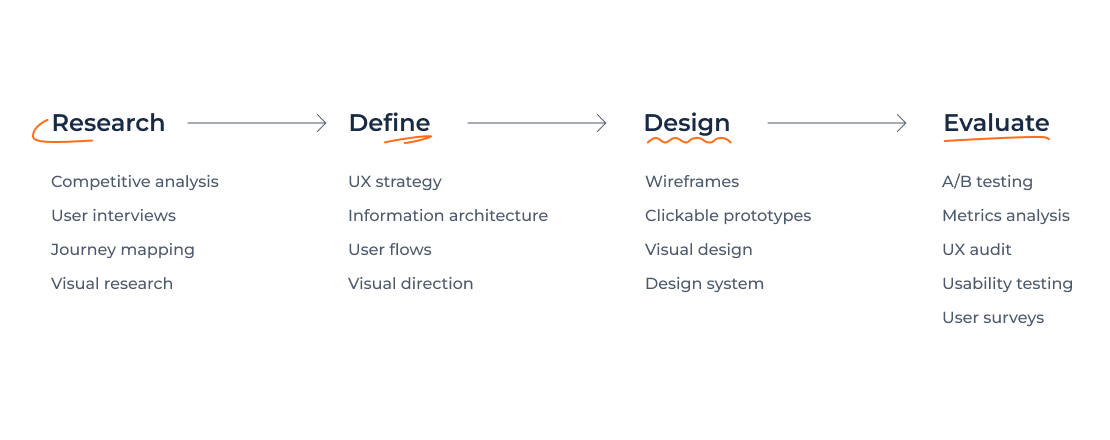 Research
Define
Design
Evaluate
Competitive analysis
User interviews
Journey mapping
Visual research
UX strategy
Information architecture
User flows
Visual direction
Wireframes
Clickable prototypes
Visual design
Design system
A/B testing
Metrics analysis
UX audit
Usability testing
User surveys